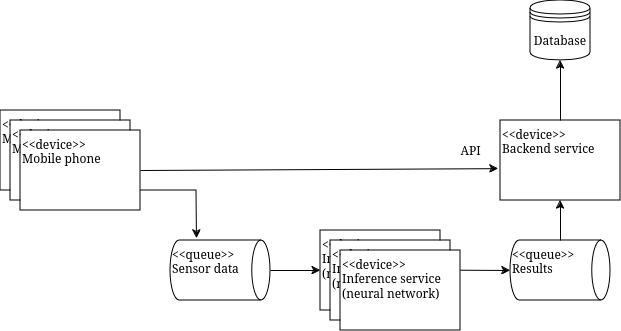 Database
<<device>>
Mobile phone
API
<<device>>
Backend service
<<queue>>
Sensor data
<<device>>
Inference service
(neural network)
<<queue>>
Results